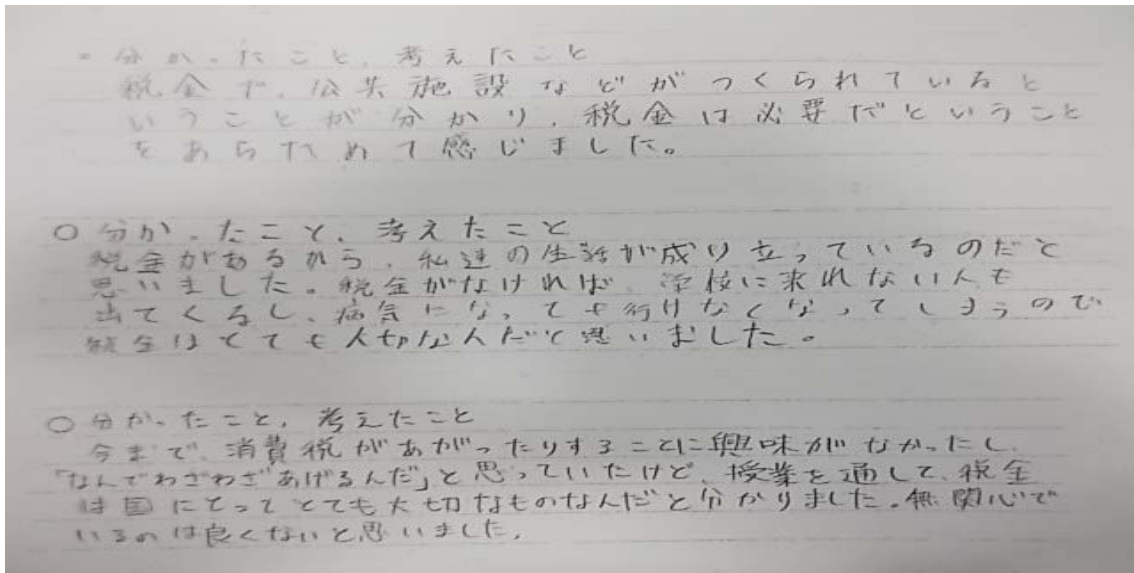 ○分かったこと、考えたこと
税金で、公共施設などがつくられていると
いうことが分かり、税金は必要だということ
をあらためて感じました。
○分かったこと、考えたこと
税金があるから、私達の生活が成り立っているのだと
思いました。税金がなければ、学校に来れない人も
出てくるし、病気になっても行けなくなってしまうので
税金はとても大切なんだと思いました。
○分かったこと、考えたこと
今まで、消費税があがったりすることに興味がなかったし、
「なんでわざわざあげるんだ」と思っていたけど、授業を通して、税金
は国にとってとても大切なものなんだと分かりました。無関心で
いるのは良くないと思いました。